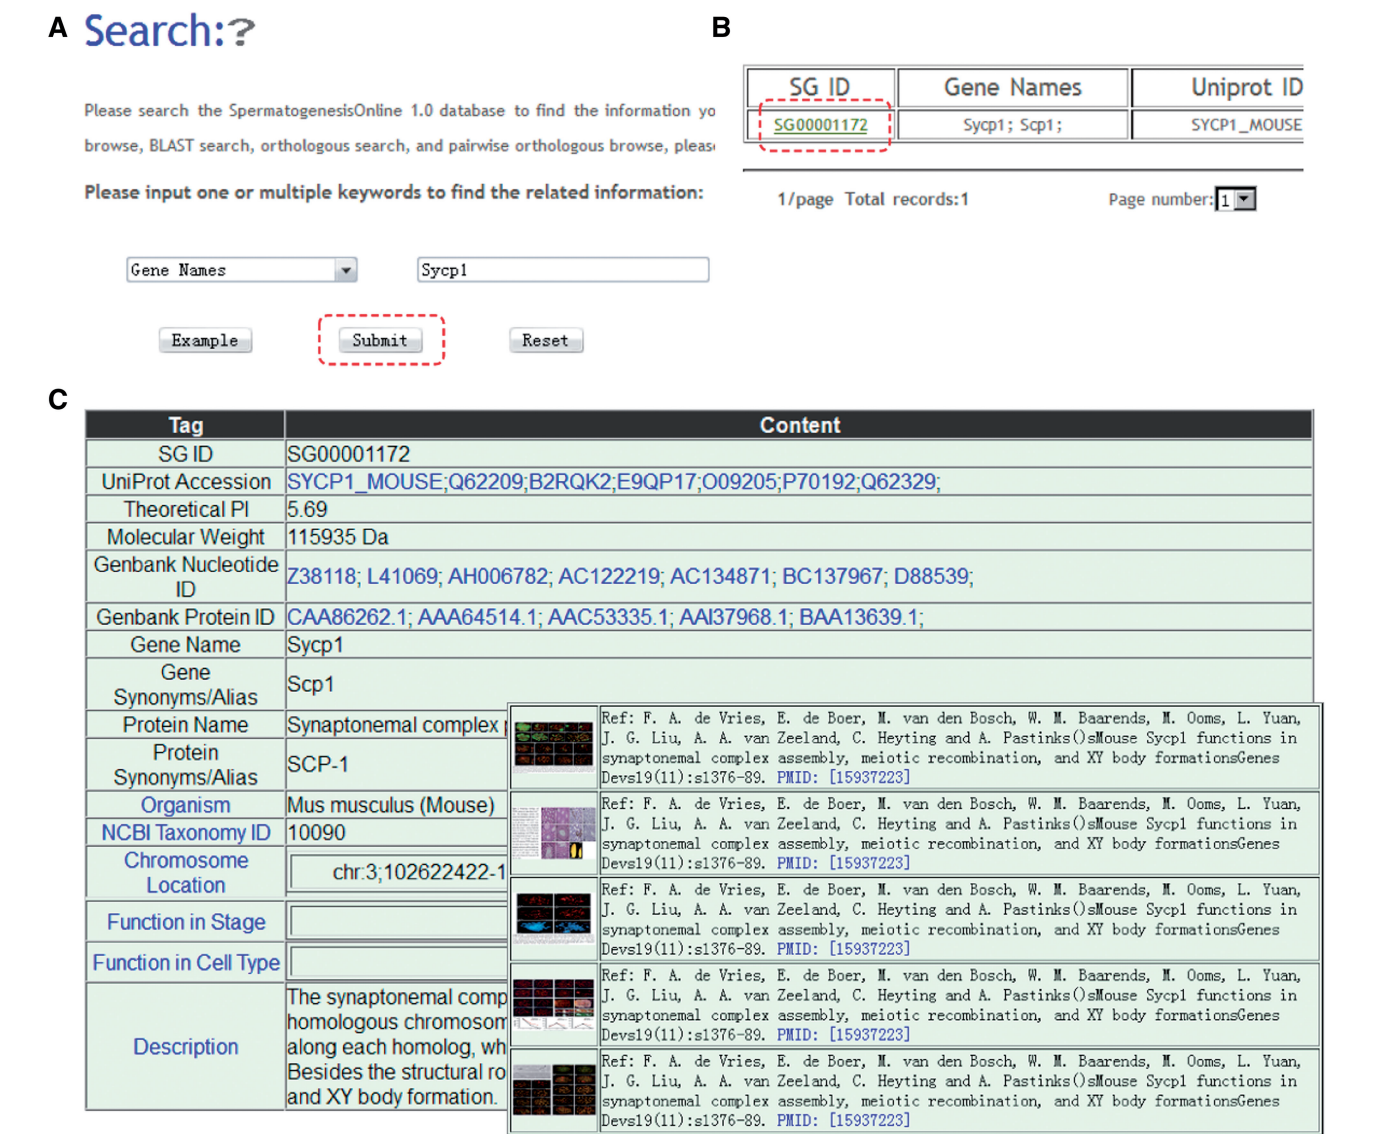 A
Search:?
Please search the SpermatogenesisOnline 1.0 database to find the information yo
browse, BLAST search, orthologous search, and pairwise orthologous browse, pleas
Please input one or multiple keywords to find the related information:
Gene Names
Sycp1
Example
Submit
Reset
B
SG ID Gene Names Uniprot ID
SG00001172 Sycp1; Scp1; SYCP1_MOUSE
1/page Total records:1
Page number: 1
C
Tag Content
SG ID SG00001172
UniProt Accession SYCP1_MOUSE;Q62209;B2RQK2;E9QP17;O09205;P70192;Q62329;
Theoretical PI 5.69
Molecular Weight 115935 Da
Genbank Nucleotide
ID
Z38118; L41069; AH006782; AC122219; AC134871; BC137967; D88539;
Genbank Protein ID CAA86262.1; AAA64514.1; AAC53335.1; AAI37968.1; BAA13639.1;
Gene Name Sycp1
Gene
Synonyms/Alias
Scp1
Protein Name Synaptonemal complex
Protein
Synonyms/Alias
SCP-1
Organism Mus musculus (Mouse)
NCBI Taxonomy ID 10090
Chromosome
Location
chr:3;102622422-1
Function in Stage
Function in Cell Type
Description
The synaptonemal comp
homologous chromosom
along each homolog, wh
Besides the structural ro
and XY body formation.
Ref: F. A. de Vries, E. de Boer, M. van den Bosch, W. M. Baarends, M. Ooms, L. Yuan,
J. G. Liu, A. A. van Zeeland, C. Heyting and A. Pastinks()sMouse Sycp1 functions in
synaptonemal complex assembly, meiotic recombination, and XY body formationsGenes
Devs19(11):s1376-89. PMID: [15937223]
Ref: F. A. de Vries, E. de Boer, M. van den Bosch, W. M. Baarends, M. Ooms, L. Yuan,
J. G. Liu, A. A. van Zeeland, C. Heyting and A. Pastinks()sMouse Sycp1 functions in
synaptonemal complex assembly, meiotic recombination, and XY body formationsGenes
Devs19(11):s1376-89. PMID: [15937223]
Ref: F. A. de Vries, E. de Boer, M. van den Bosch, W. M. Baarends, M. Ooms, L. Yuan,
J. G. Liu, A. A. van Zeeland, C. Heyting and A. Pastinks()sMouse Sycp1 functions in
synaptonemal complex assembly, meiotic recombination, and XY body formationsGenes
Devs19(11):s1376-89. PMID: [15937223]
Ref: F. A. de Vries, E. de Boer, M. van den Bosch, W. M. Baarends, M. Ooms, L. Yuan,
J. G. Liu, A. A. van Zeeland, C. Heyting and A. Pastinks()sMouse Sycp1 functions in
synaptonemal complex assembly, meiotic recombination, and XY body formationsGenes
Devs19(11):s1376-89. PMID: [15937223]
Ref: F. A. de Vries, E. de Boer, M. van den Bosch, W. M. Baarends, M. Ooms, L. Yuan,
J. G. Liu, A. A. van Zeeland, C. Heyting and A. Pastinks()sMouse Sycp1 functions in
synaptonemal complex assembly, meiotic recombination, and XY body formationsGenes
Devs19(11):s1376-89. PMID: [15937223]